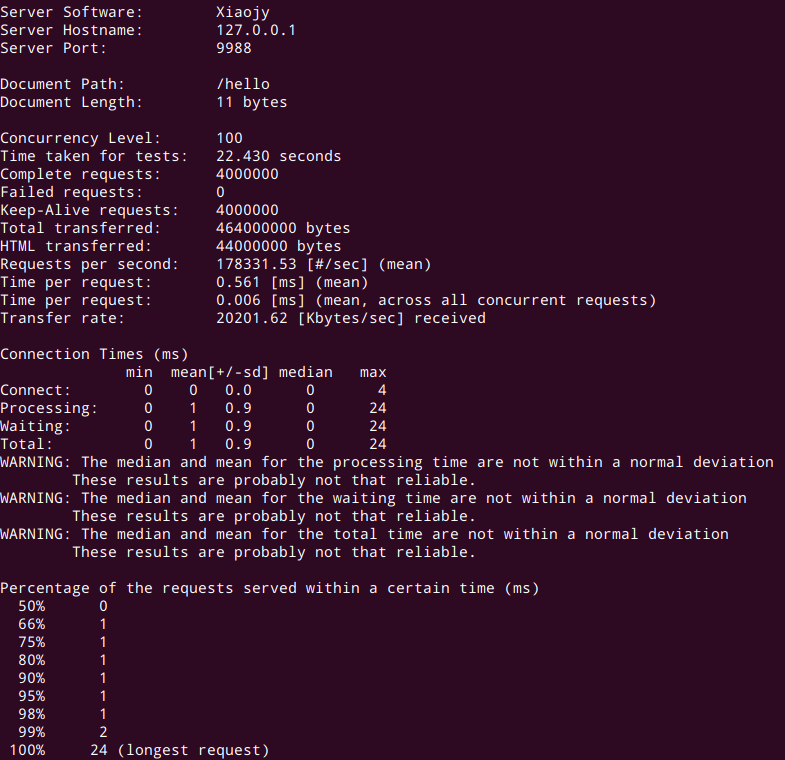 Server Software:        Xiaojy
Server Hostname:        127.0.0.1
Server Port:            9988

Document Path:          /hello
Document Length:        11 bytes

Concurrency Level:      100
Time taken for tests:   22.430 seconds
Complete requests:      4000000
Failed requests:        0
Keep-Alive requests:    4000000
Total transferred:      464000000 bytes
HTML transferred:       44000000 bytes
Requests per second:    178331.53 [#/sec] (mean)
Time per request:       0.561 [ms] (mean)
Time per request:       0.006 [ms] (mean, across all concurrent requests)
Transfer rate:          20201.62 [Kbytes/sec] received

Connection Times (ms)
              min  mean[+/-sd] median   max
Connect:        0    0   0.0      0       4
Processing:     0    1   0.9      0      24
Waiting:        0    1   0.9      0      24
Total:          0    1   0.9      0      24
WARNING: The median and mean for the processing time are not within a normal deviation
        These results are probably not that reliable.
WARNING: The median and mean for the waiting time are not within a normal deviation
        These results are probably not that reliable.
WARNING: The median and mean for the total time are not within a normal deviation
        These results are probably not that reliable.

Percentage of the requests served within a certain time (ms)
  50%      0
  66%      1
  75%      1
  80%      1
  90%      1
  95%      1
  98%      1
  99%      2
 100%     24 (longest request)